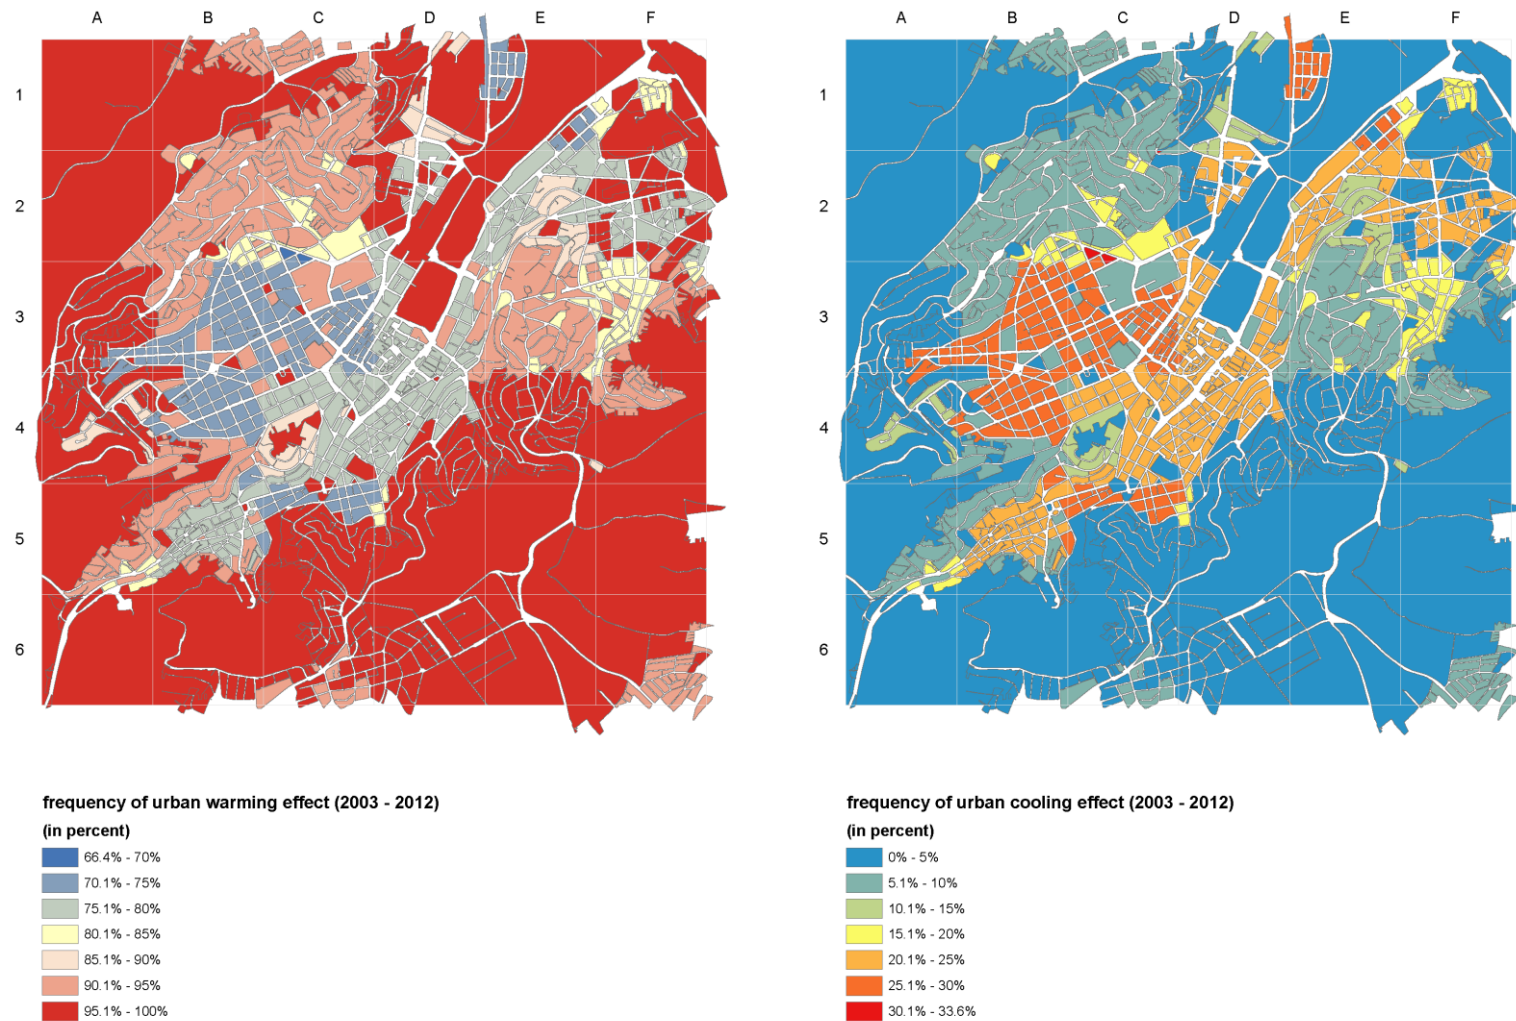 A B C D E F A B C D E F
1 1
2 2
3 3
4 4
5 5
6 6
frequency of urban warming effect (2003 - 2012)
(in percent)
66.4% - 70%
70.1% - 75%
75.1% - 80%
80.1% - 85%
85.1% - 90%
90.1% - 95%
95.1% - 100%
frequency of urban cooling effect (2003 - 2012)
(in percent)
0% - 5%
5.1% - 10%
10.1% - 15%
15.1% - 20%
20.1% - 25%
25.1% - 30%
30.1% - 33.6%